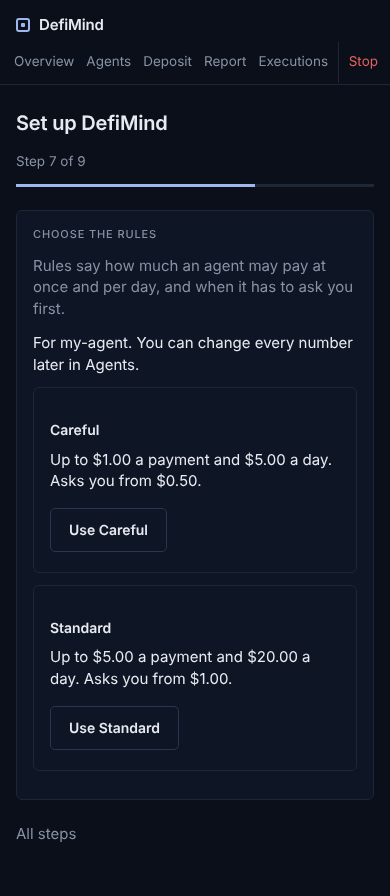 DefiMind
Overview Agents Deposit Report Executions Stop
Set up DefiMind
Step 7 of 9
CHOOSE THE RULES
Rules say how much an agent may pay at
once and per day, and when it has to ask you
first.
For my-agent. You can change every number
later in Agents.
Careful
Up to $1.00 a payment and $5.00 a day.
Asks you from $0.50.
Use Careful
Standard
Up to $5.00 a payment and $20.00 a
day. Asks you from $1.00.
Use Standard
All steps